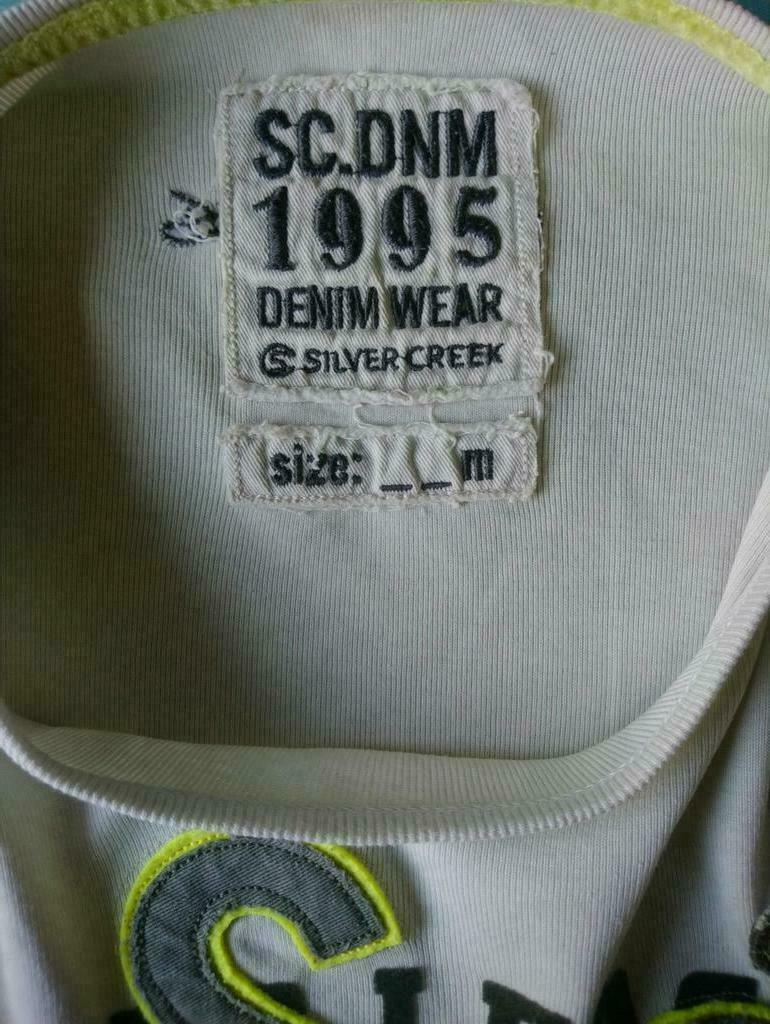 SC.DNM
1995
DENIM WEAR
S SILVER CREEK
size: _ _ m
S